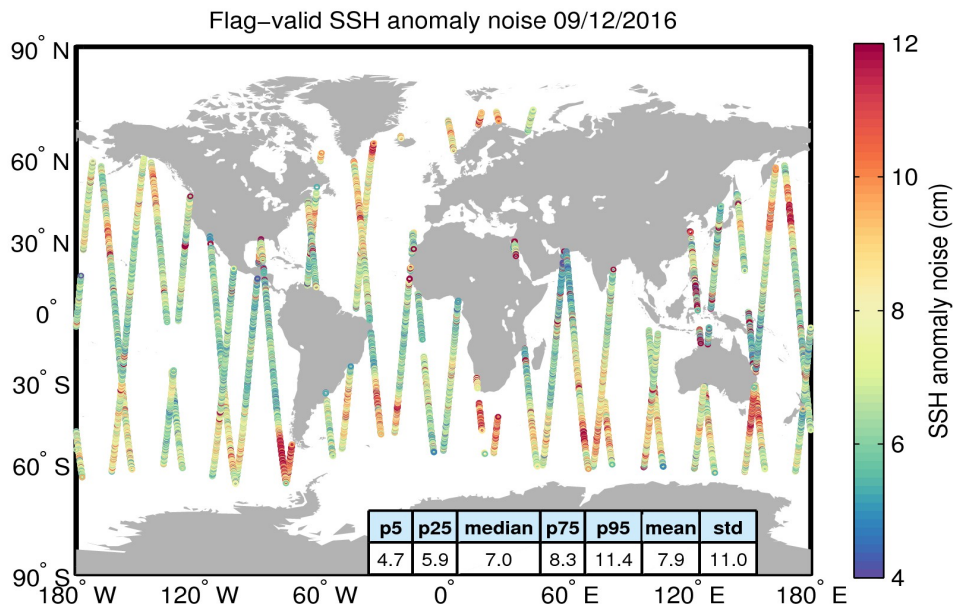 Flag−valid SSH anomaly noise 09/12/2016
90° N
60° N
30° N
0°
30° S
60° S
90° S
180° W 120° W 60° W 0° 60° E 120° E 180° E
p5 p25 median p75 p95 mean std
4.7 5.9 7.0 8.3 11.4 7.9 11.0
12
10
8
6
4
SSH anomaly noise (cm)